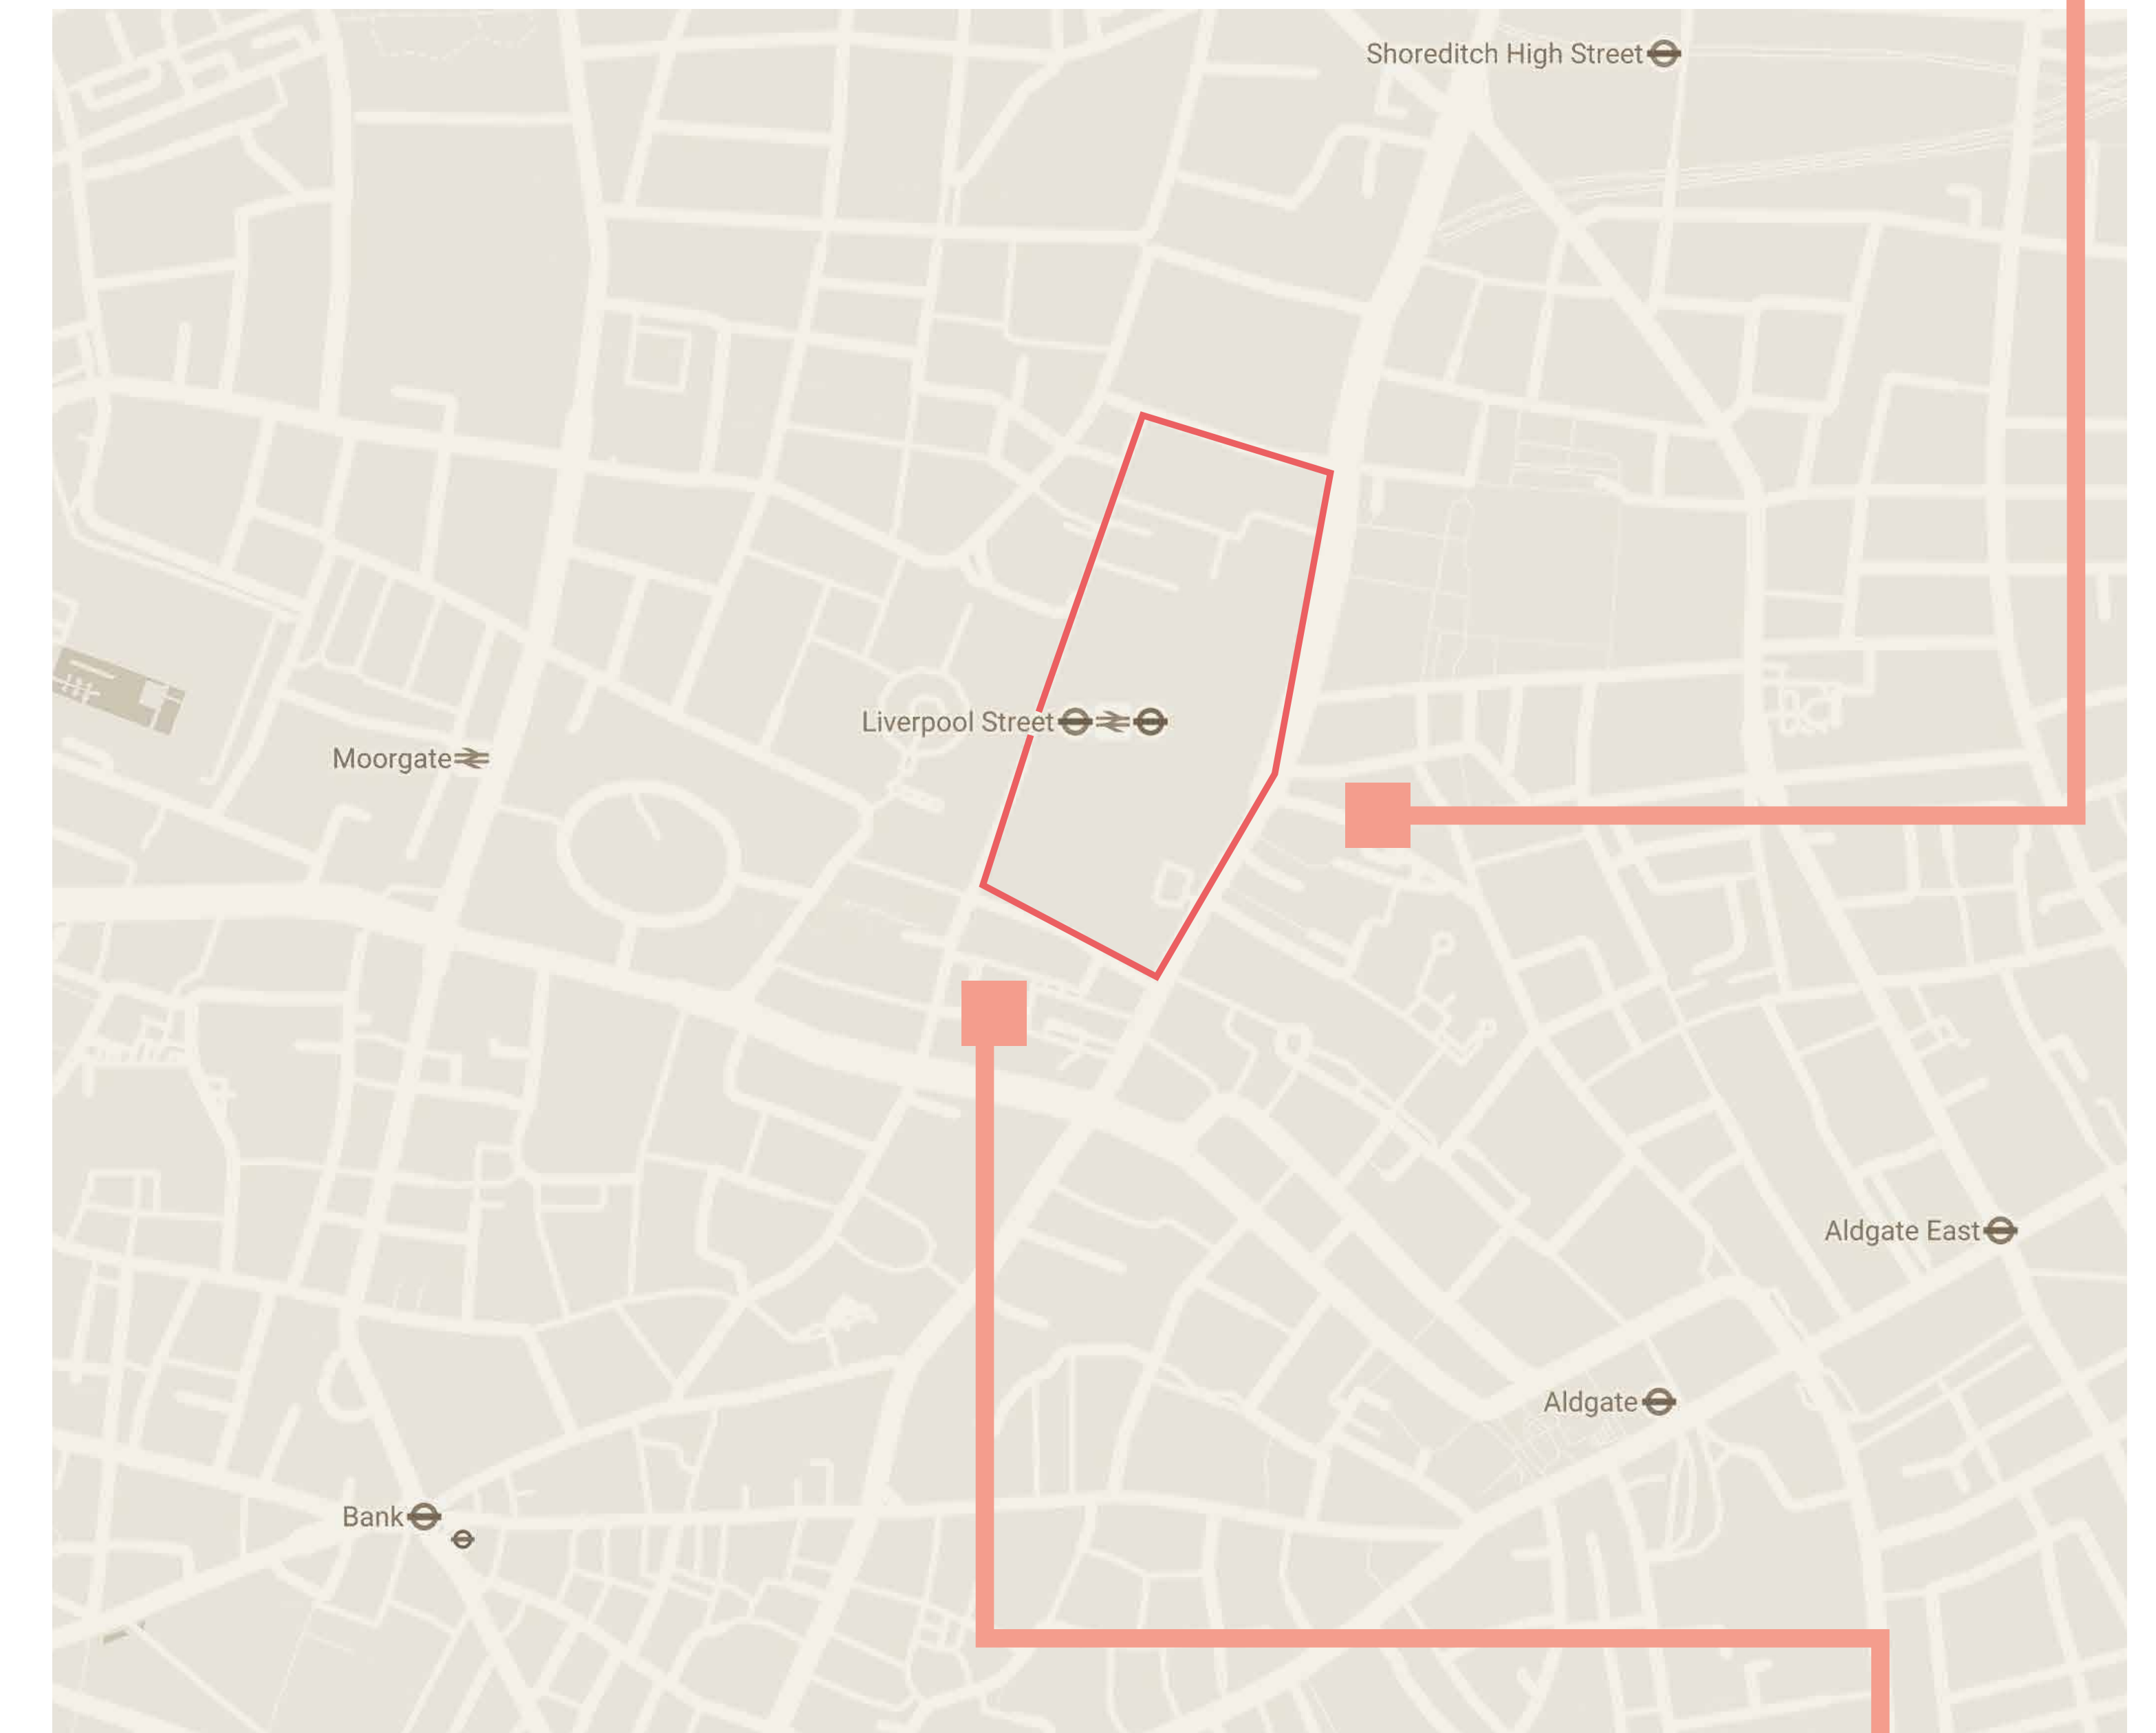 Shoreditch High Street
Liverpool Street
Moorgate
Aldgate East
Aldgate
Bank